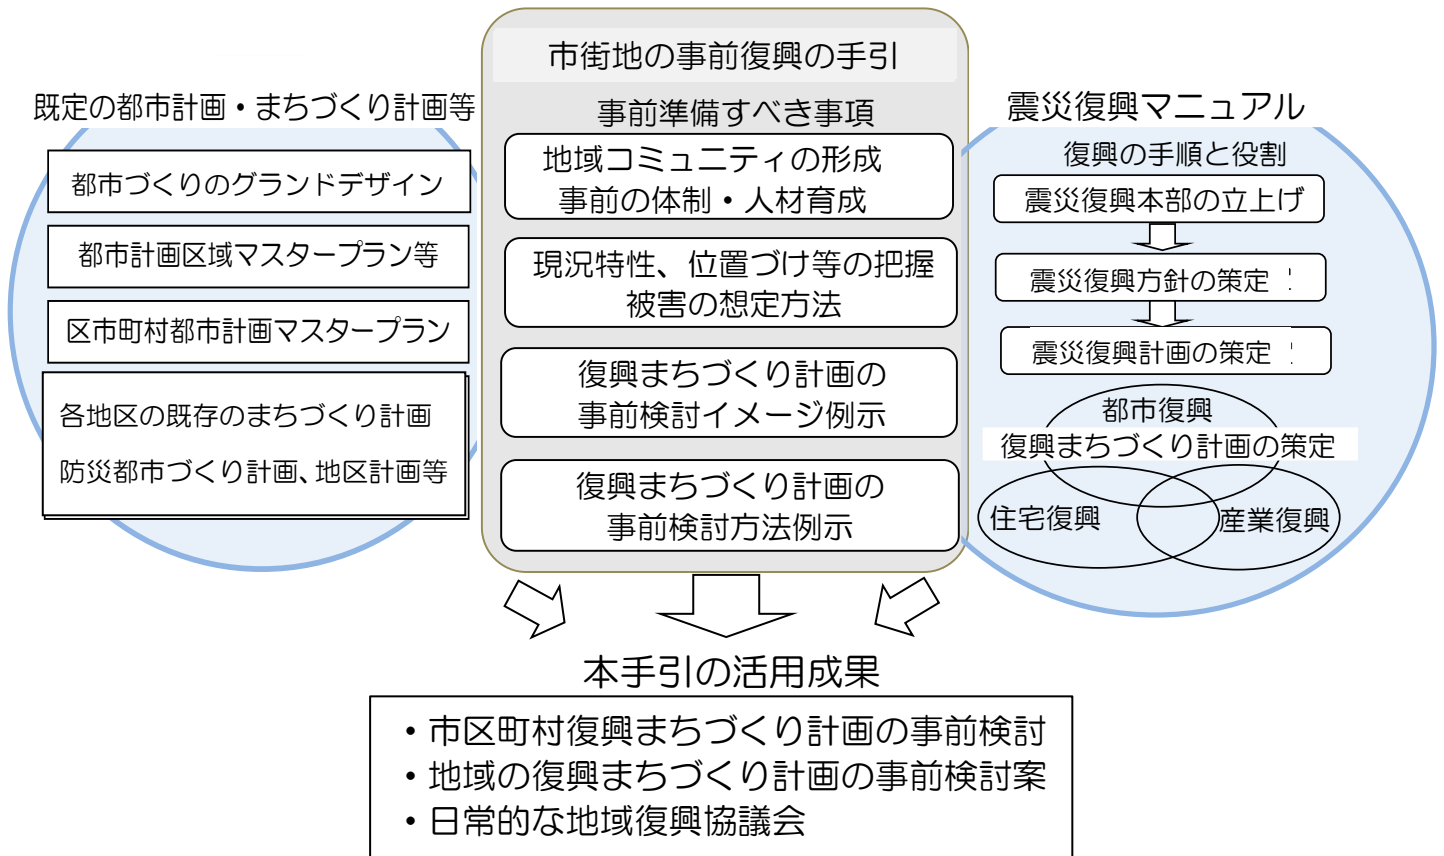 市街地の事前復興の手引
事前準備すべき事項
地域コミュニティの形成
事前の体制・人材育成
現況特性、位置づけ等の把握
被害の想定方法
復興まちづくり計画の
事前検討イメージ例示
復興まちづくり計画の
事前検討方法例示
既定の都市計画・まちづくり計画等
都市づくりのグランドデザイン
都市計画区域マスタープラン等
区市町村都市計画マスタープラン
各地区の既存のまちづくり計画
防災都市づくり計画、地区計画等
震災復興マニュアル
復興の手順と役割
震災復興本部の立上げ
震災復興方針の策定
震災復興計画の策定
都市復興
復興まちづくり計画の策定
住宅復興
産業復興
本手引の活用成果
・市区町村復興まちづくり計画の事前検討
・地域の復興まちづくり計画の事前検討案
・日常的な地域復興協議会